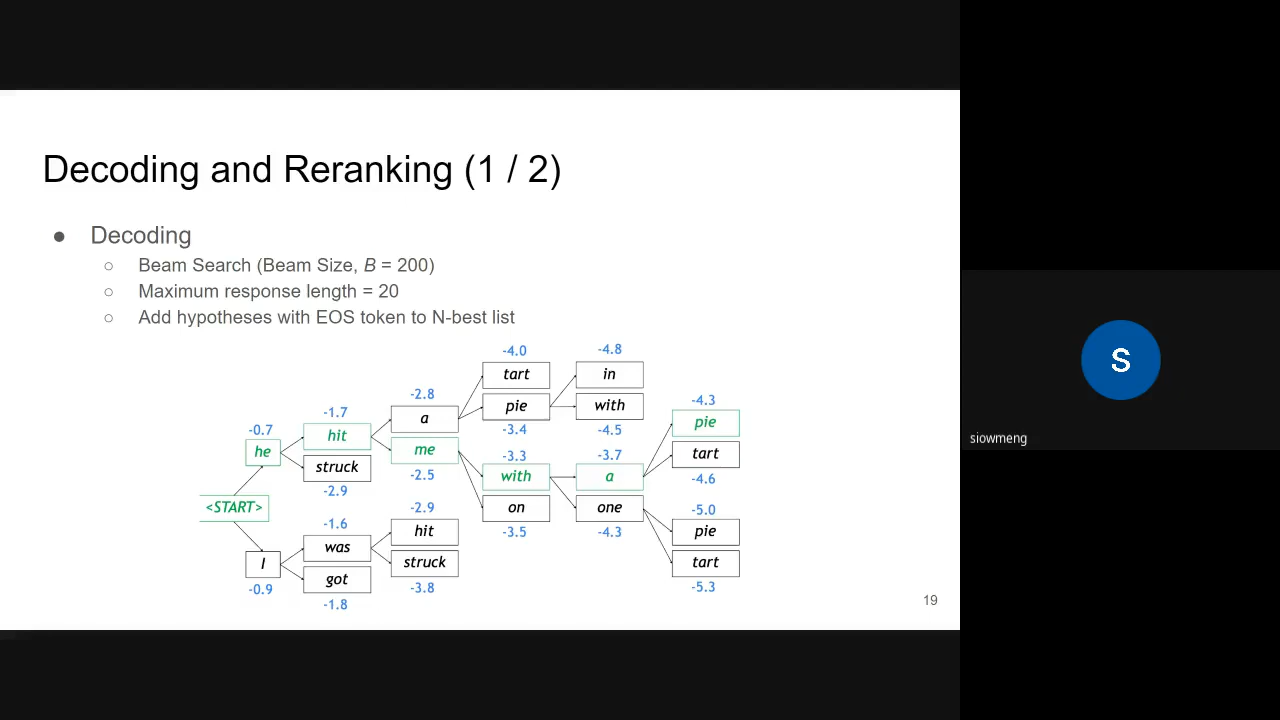 Decoding and Reranking (1 / 2)
● Decoding
○ Beam Search (Beam Size, B = 200)
○ Maximum response length = 20
○ Add hypotheses with EOS token to N-best list
-4.0 -4.8
tart in
-2.8
a pie with
-1.7 -4.3
-0.7 hit -3.4 -4.5 pie
he me -3.3 -3.7
struck -2.5 with a tart
-2.9 -4.6
<START> -2.9 on one -5.0
-1.6 hit -3.5 -4.3 pie
was
I struck tart
got
-0.9 -3.8 -5.3
-1.8
19
S
siowmeng